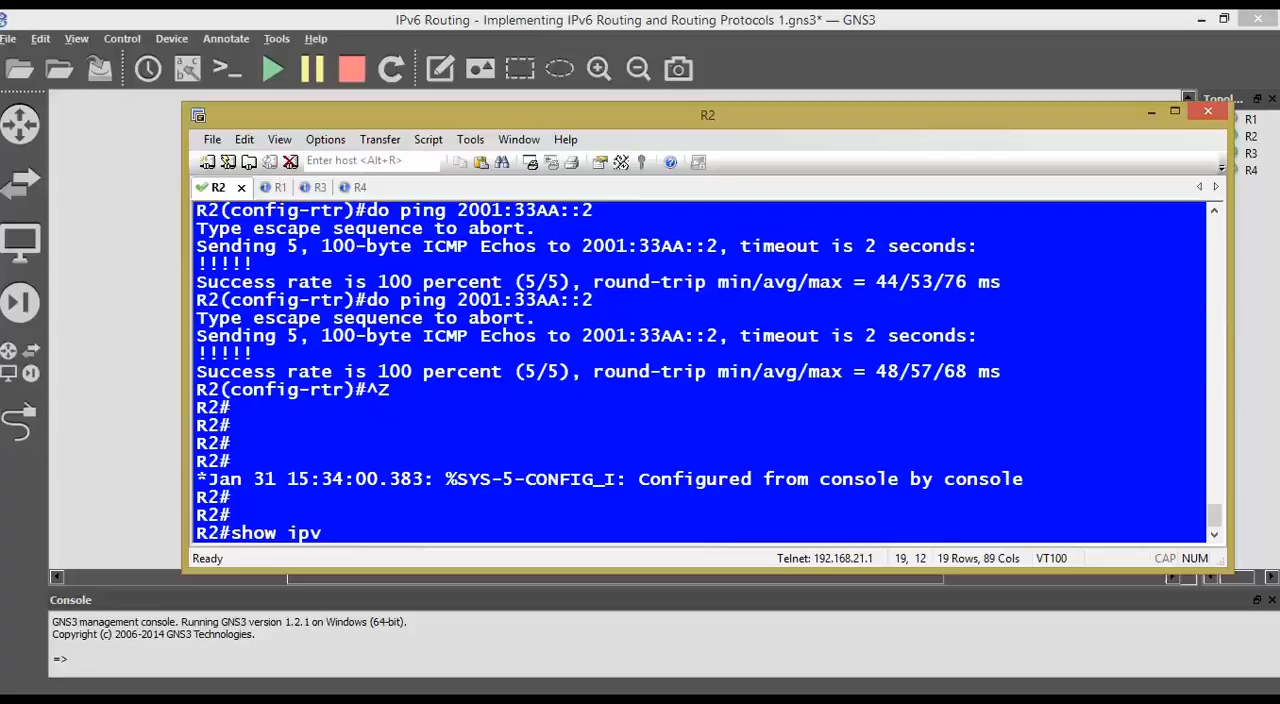 IPv6 Routing - Implementing IPv6 Routing and Routing Protocols 1.gns3* — GNS3
File Edit View Control Device Annotate Tools Help
Topol...
R1
R2
R3
R4
R2
File Edit View Options Transfer Script Tools Window Help
Enter host <Alt+R>
R2 R1 R3 R4
R2(config-rtr)#do ping 2001:33AA::2
Type escape sequence to abort.
Sending 5, 100-byte ICMP Echos to 2001:33AA::2, timeout is 2 seconds:
!!!!!
Success rate is 100 percent (5/5), round-trip min/avg/max = 44/53/76 ms
R2(config-rtr)#do ping 2001:33AA::2
Type escape sequence to abort.
Sending 5, 100-byte ICMP Echos to 2001:33AA::2, timeout is 2 seconds:
!!!!!
Success rate is 100 percent (5/5), round-trip min/avg/max = 48/57/68 ms
R2(config-rtr)#^Z
R2#
R2#
R2#
R2#
*Jan 31 15:34:00.383: %SYS-5-CONFIG_I: Configured from console by console
R2#
R2#
R2#show ipv
Ready Telnet: 192.168.21.1 19, 12 19 Rows, 89 Cols VT100 CAP NUM
Console
GNS3 management console. Running GNS3 version 1.2.1 on Windows (64-bit).
Copyright (c) 2006-2014 GNS3 Technologies.
=>